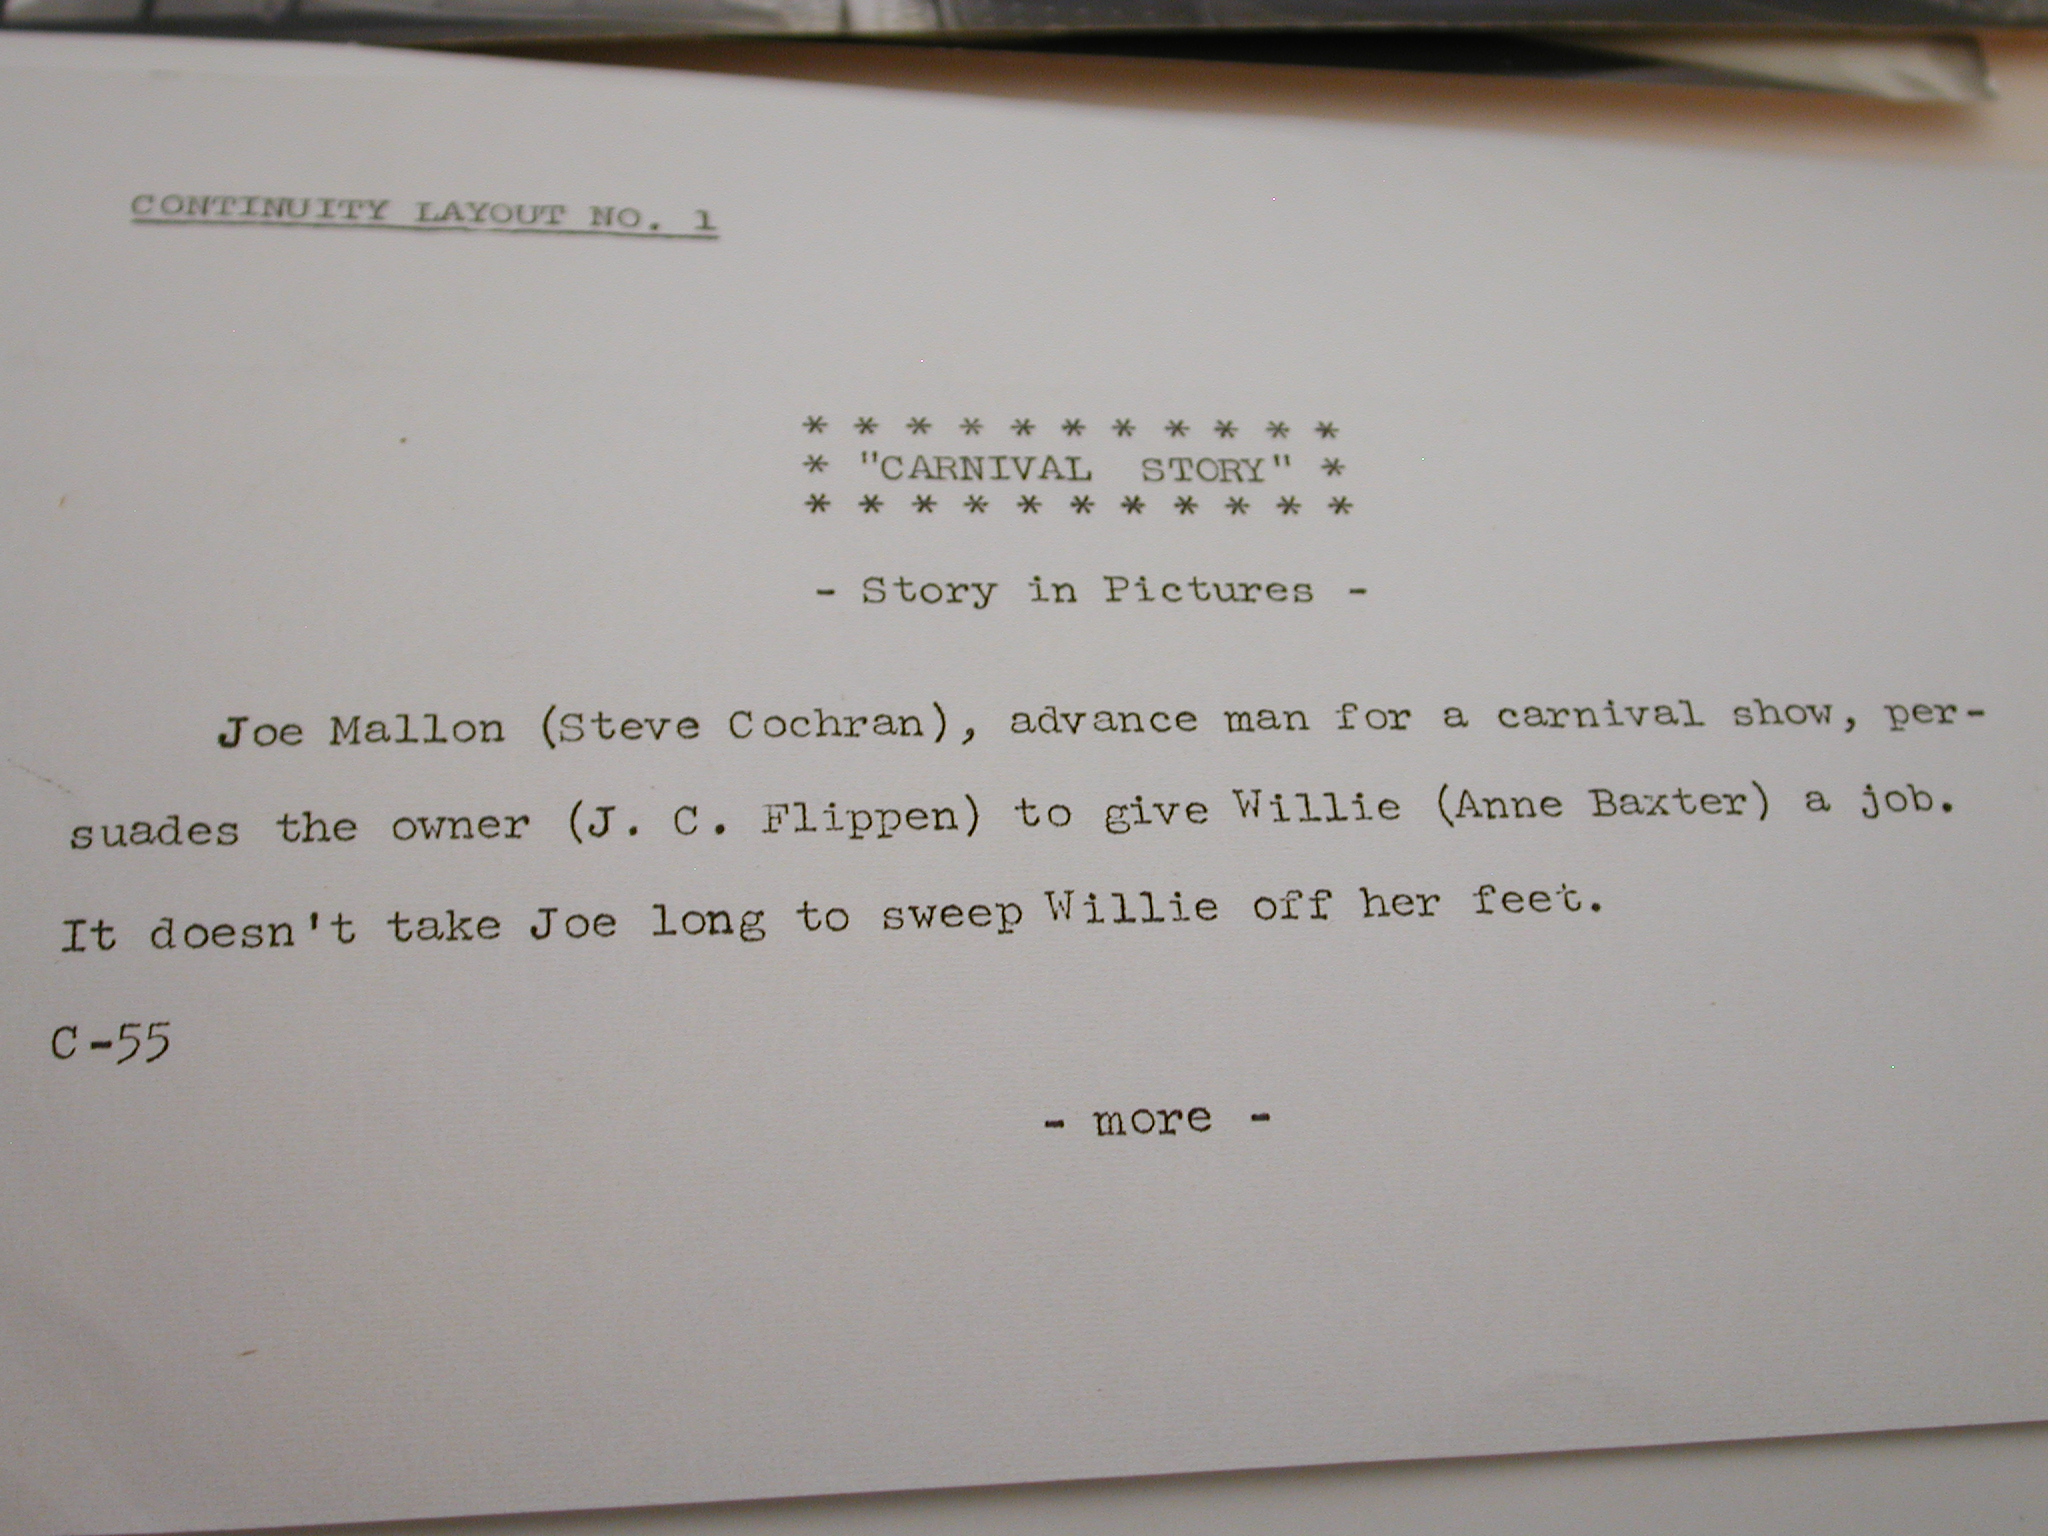 CONTINUITY LAYOUT NO. 1
* * * * * * * * * * *
* "CARNIVAL STORY" *
* * * * * * * * * * *
- Story in Pictures -
Joe Mallon (Steve Cochran), advance man for a carnival show, per-
suades the owner (J. C. Flippen) to give Willie (Anne Baxter) a job.
It doesn't take Joe long to sweep Willie off her feet.
C-55
- more -